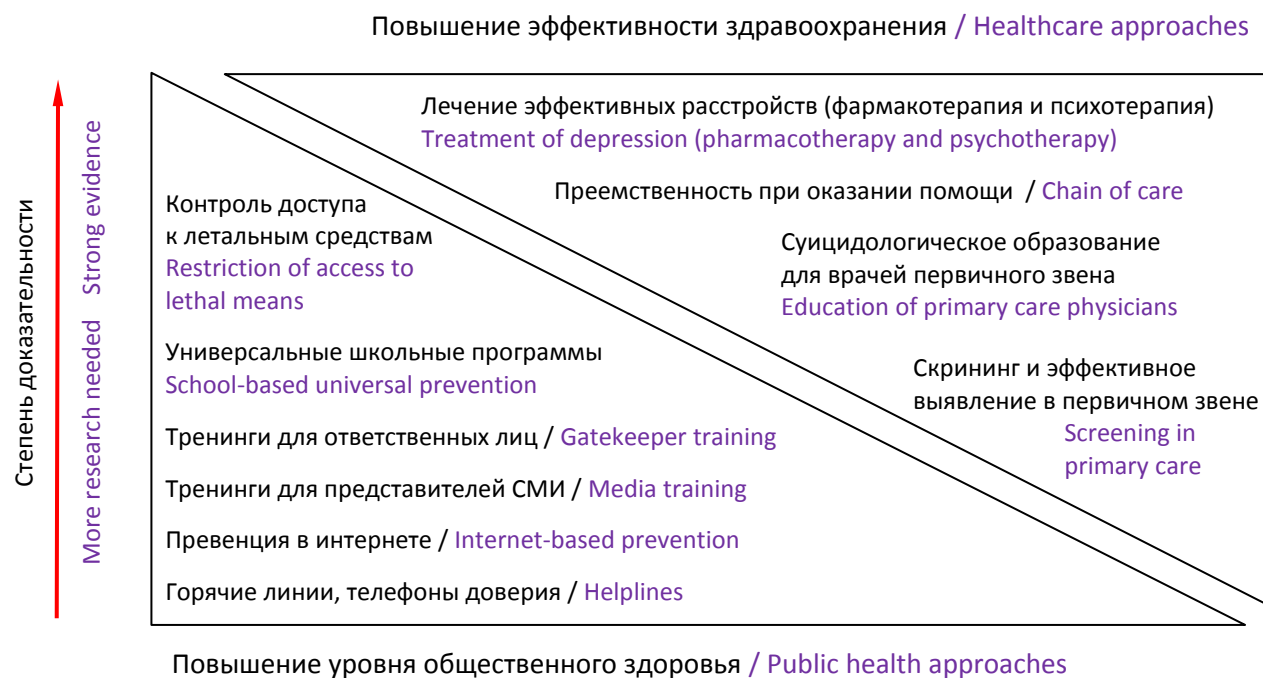 Повышение эффективности здравоохранения / Healthcare approaches
Степень доказательности
More research needed Strong evidence
Лечение эффективных расстройств (фармакотерапия и психотерапия)
Treatment of depression (pharmacotherapy and psychotherapy)
Преемственность при оказании помощи / Chain of care
Суицидологическое образование
для врачей первичного звена
Education of primary care physicians
Скрининг и эффективное
выявление в первичном звене
Screening in
primary care
Контроль доступа
к летальным средствам
Restriction of access to
lethal means
Универсальные школьные программы
School-based universal prevention
Тренинги для ответственных лиц / Gatekeeper training
Тренинги для представителей СМИ / Media training
Превенция в интернете / Internet-based prevention
Горячие линии, телефоны доверия / Helplines
Повышение уровня общественного здоровья / Public health approaches